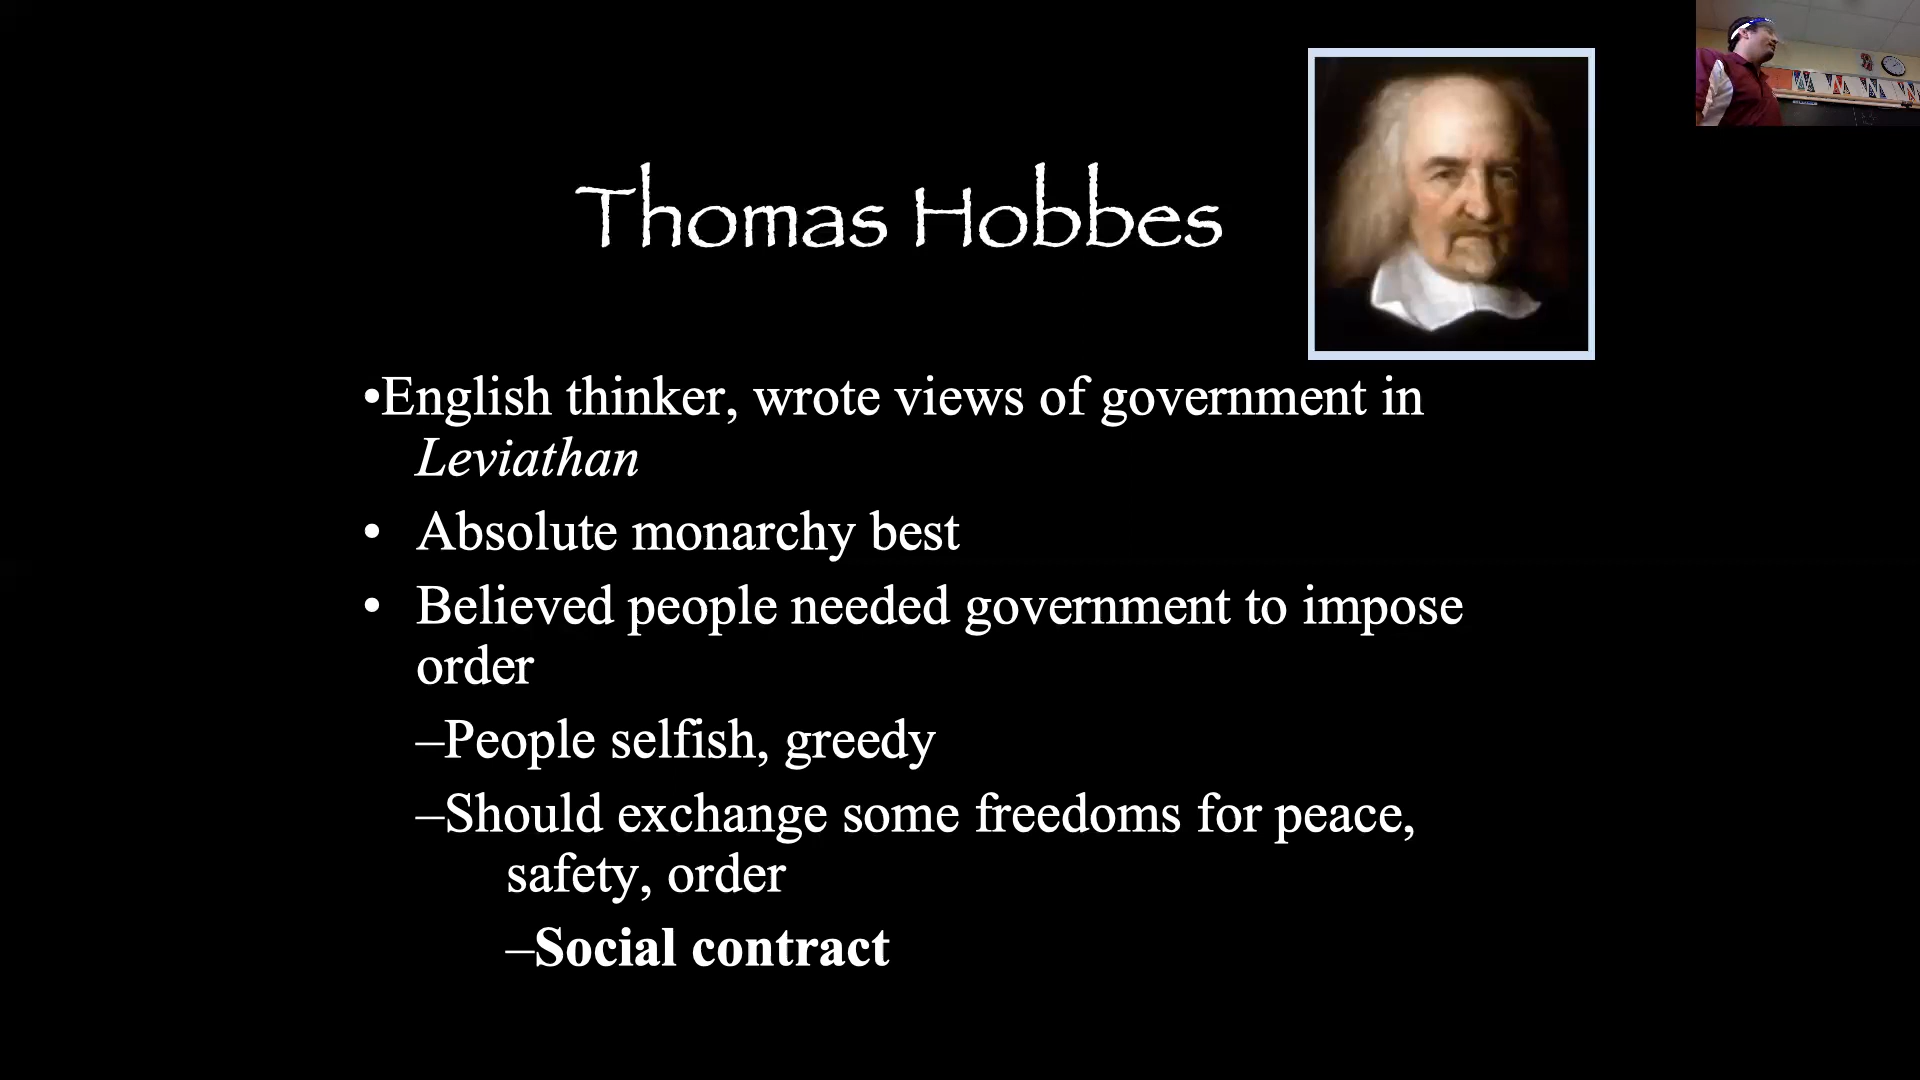 Thomas Hobbes
•English thinker, wrote views of government in
Leviathan
• Absolute monarchy best
• Believed people needed government to impose
order
–People selfish, greedy
–Should exchange some freedoms for peace,
safety, order
–Social contract